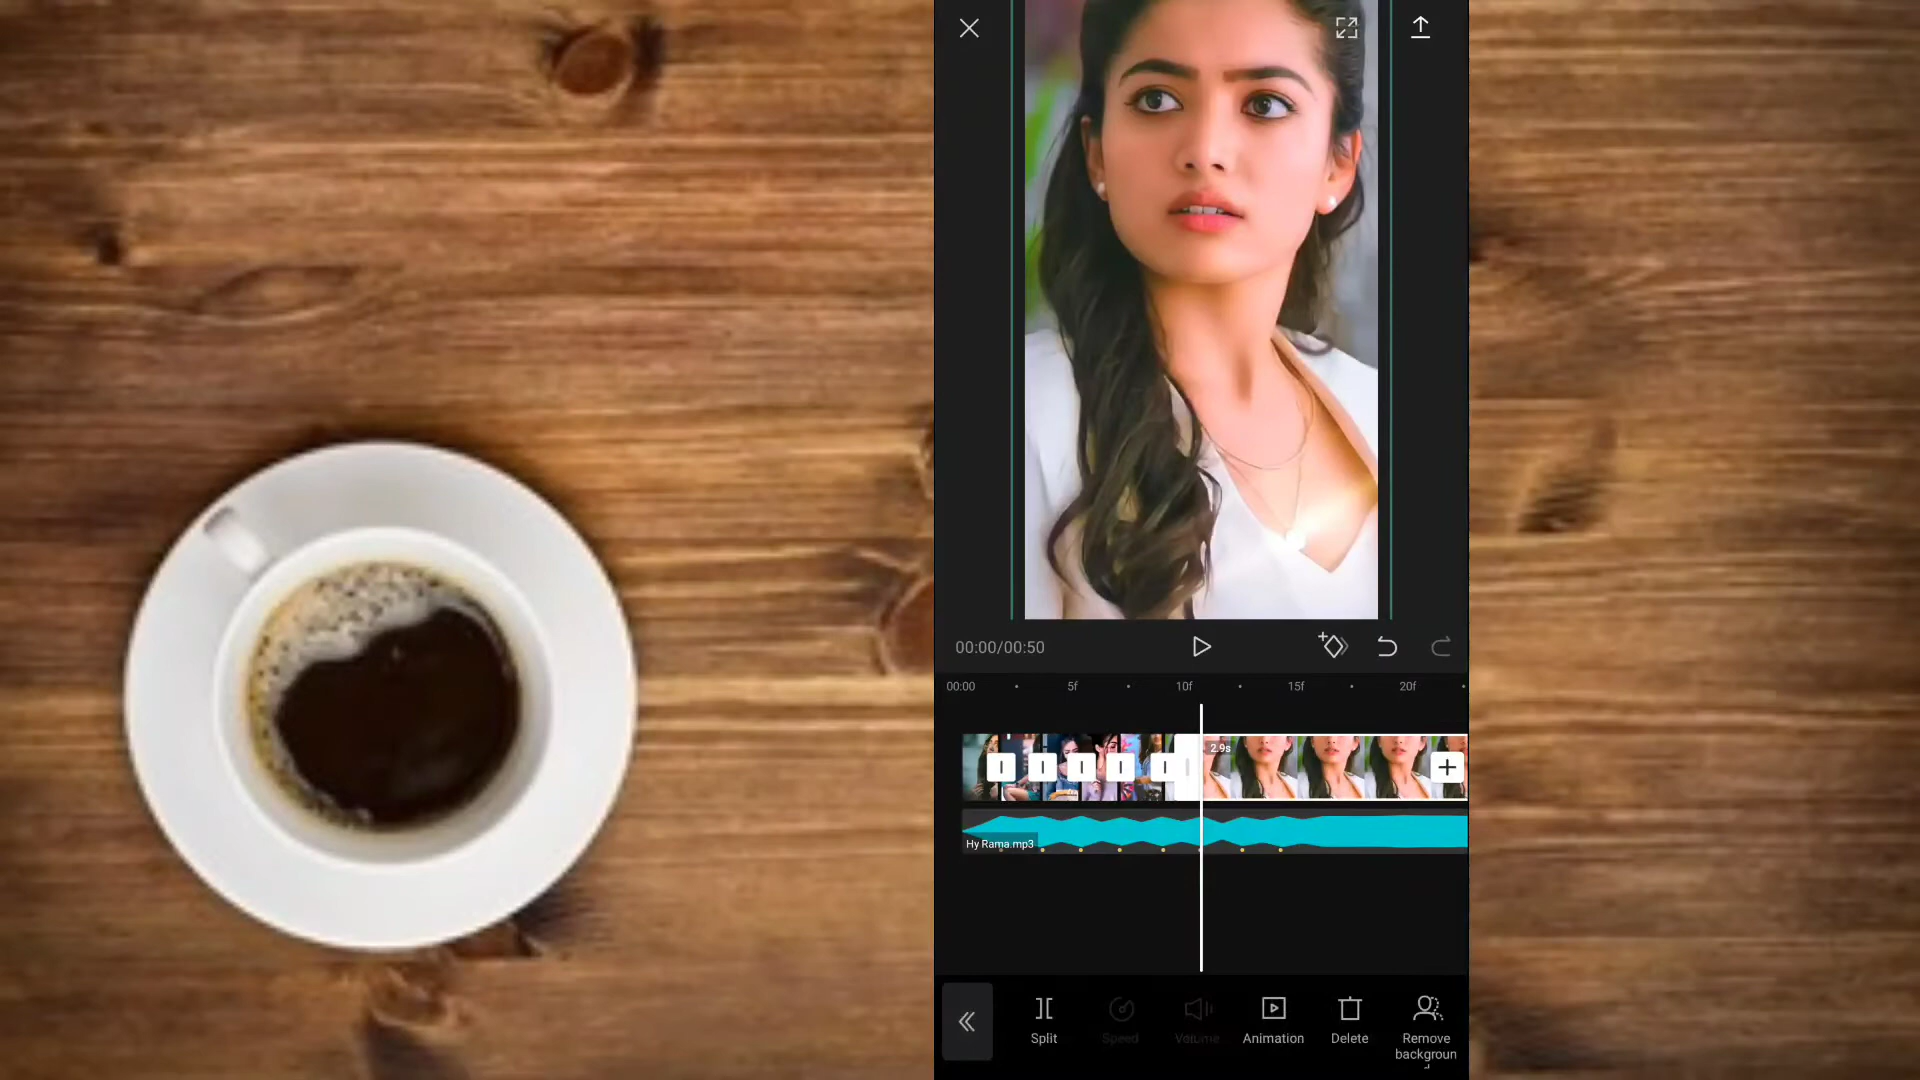 00:00/00:50
00:00 5f 10f 15f 20f
2.9s
Hy Rama.mp3
Split Speed Volume Animation Delete Remove
backgroun